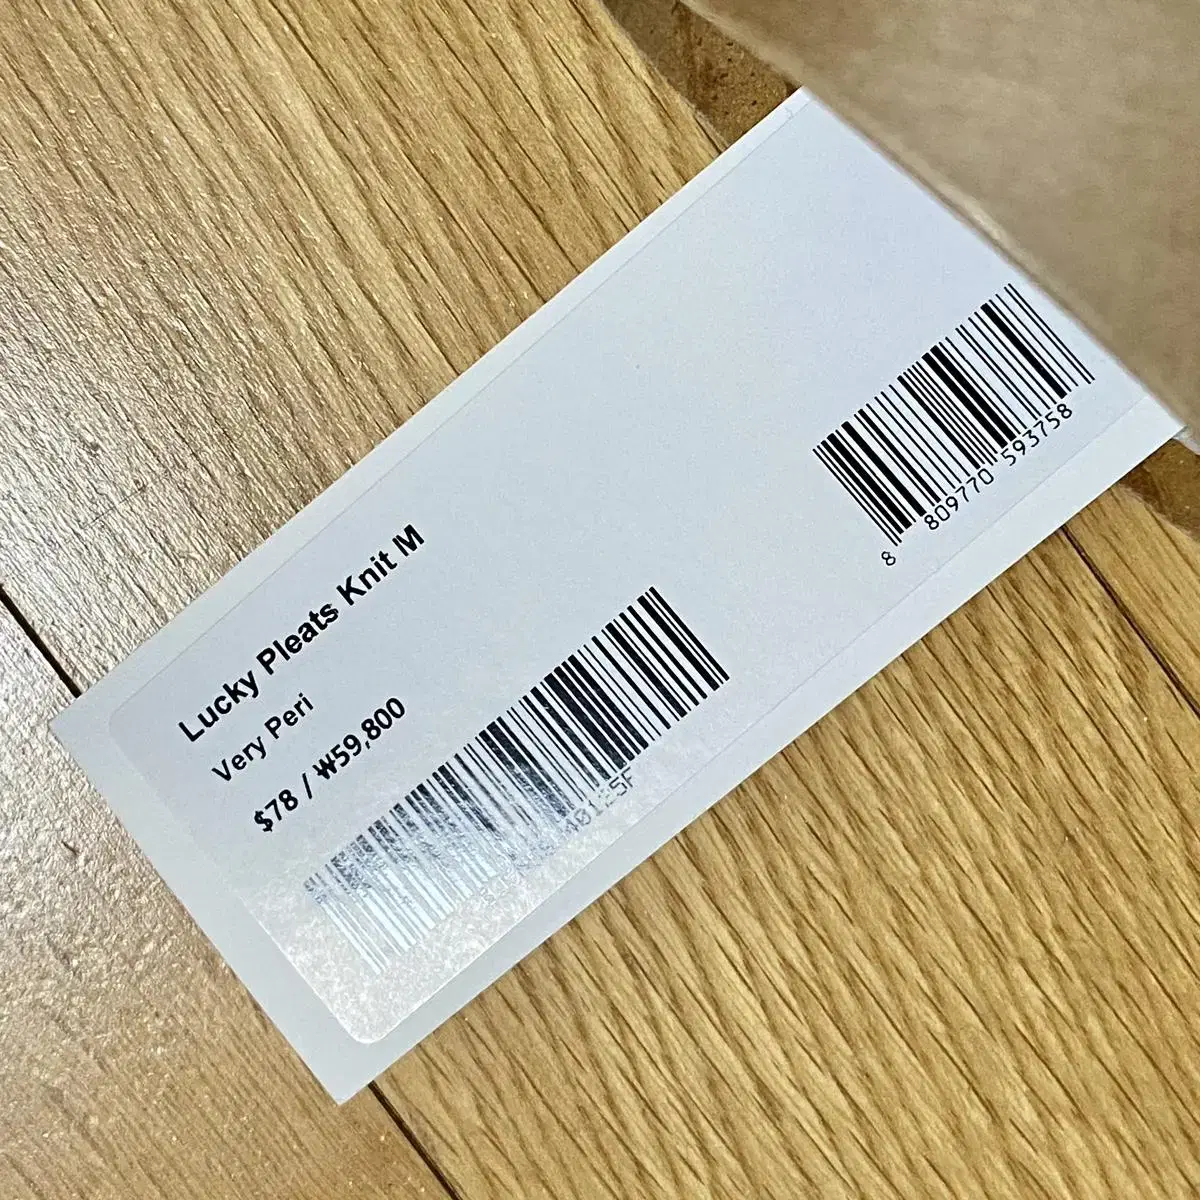 Lucky Pleats Knit M
Very Peri
$78 / ₩59,800
8 809770 593758